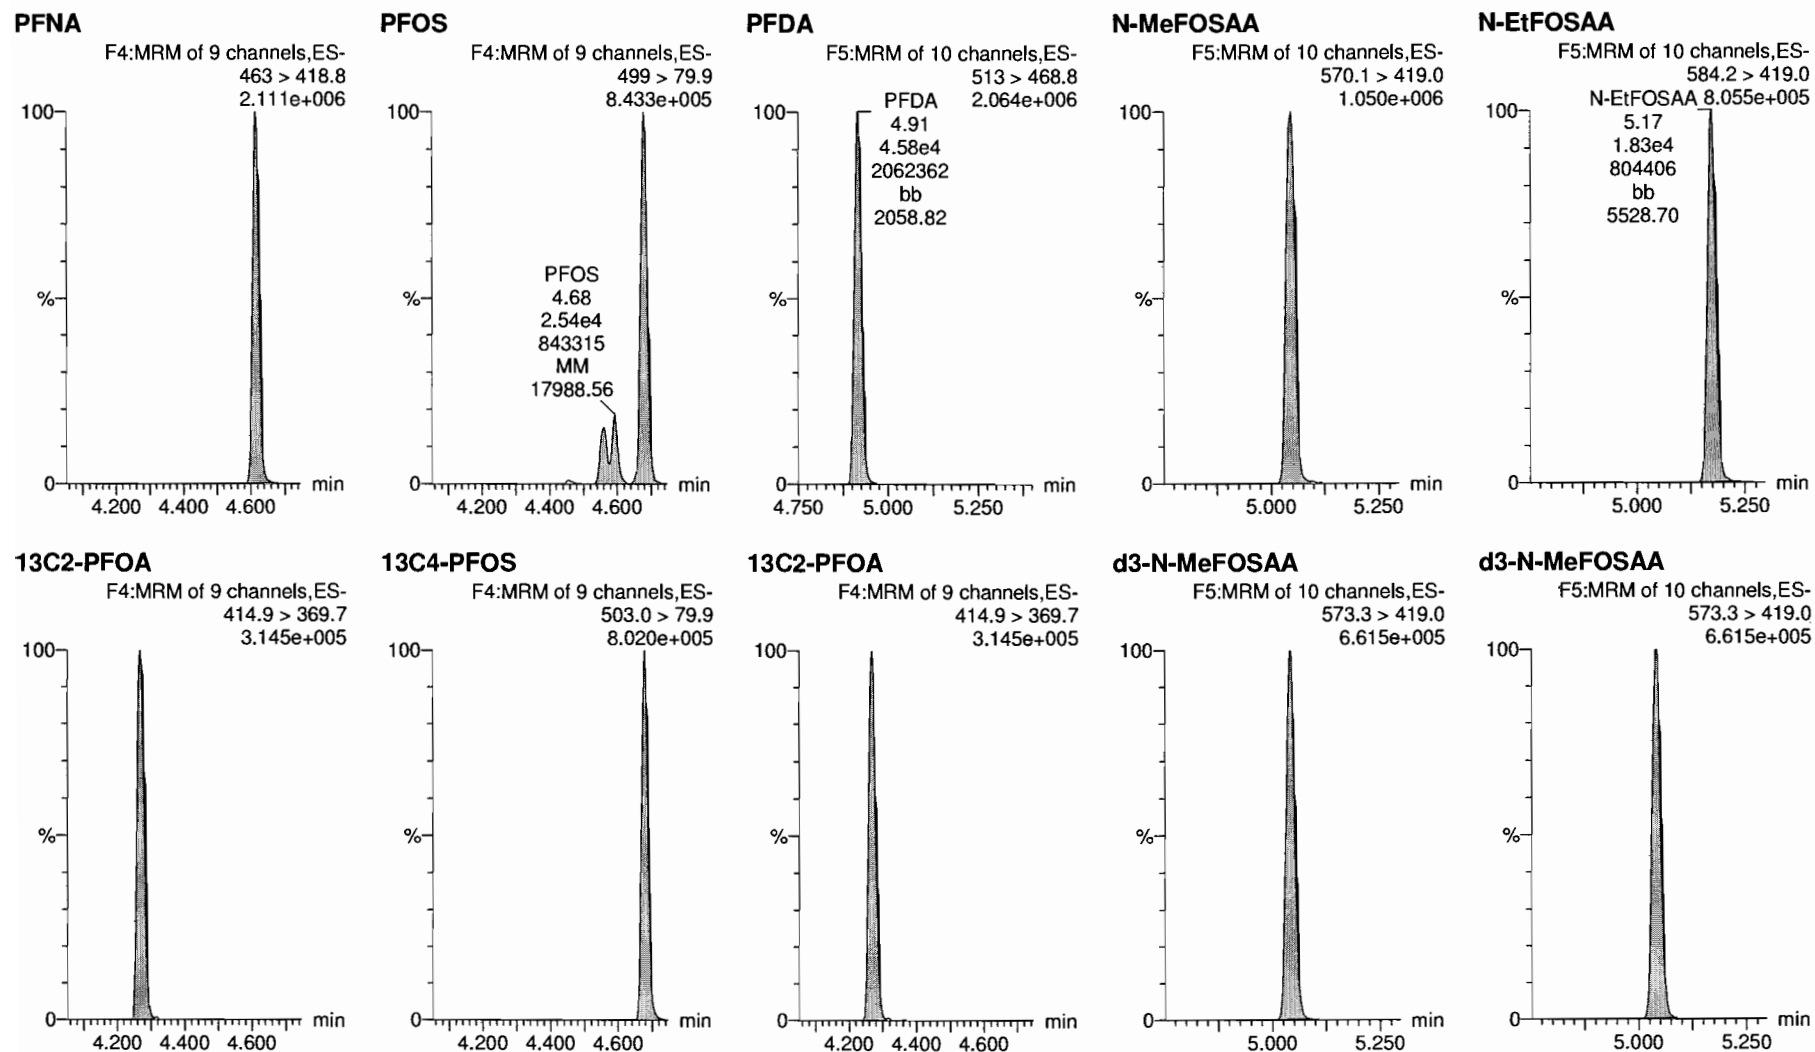 PFNA
F4:MRM of 9 channels,ES-
463 > 418.8
2.111e+006
100
%
0
4.200 4.400 4.600
min
PFOS
F4:MRM of 9 channels,ES-
499 > 79.9
8.433e+005
100
PFOS
4.68
2.54e4
843315
MM
17988.56
%
0
4.200 4.400 4.600
min
PFDA
F5:MRM of 10 channels,ES-
513 > 468.8
2.064e+006
100
PFDA
4.91
4.58e4
2062362
bb
2058.82
%
0
4.750 5.000 5.250
min
N-MeFOSAA
F5:MRM of 10 channels,ES-
570.1 > 419.0
1.050e+006
100
%
0
5.000 5.250
min
N-EtFOSAA
F5:MRM of 10 channels,ES-
584.2 > 419.0
N-EtFOSAA 8.055e+005
100
5.17
1.83e4
804406
bb
5528.70
%
0
5.000 5.250
min
13C2-PFOA
F4:MRM of 9 channels,ES-
414.9 > 369.7
3.145e+005
100
%
0
4.200 4.400 4.600
min
13C4-PFOS
F4:MRM of 9 channels,ES-
503.0 > 79.9
8.020e+005
100
%
0
4.200 4.400 4.600
min
13C2-PFOA
F4:MRM of 9 channels,ES-
414.9 > 369.7
3.145e+005
100
%
0
4.200 4.400 4.600
min
d3-N-MeFOSAA
F5:MRM of 10 channels,ES-
573.3 > 419.0
6.615e+005
100
%
0
5.000 5.250
min
d3-N-MeFOSAA
F5:MRM of 10 channels,ES-
573.3 > 419.0
6.615e+005
100
%
0
5.000 5.250
min